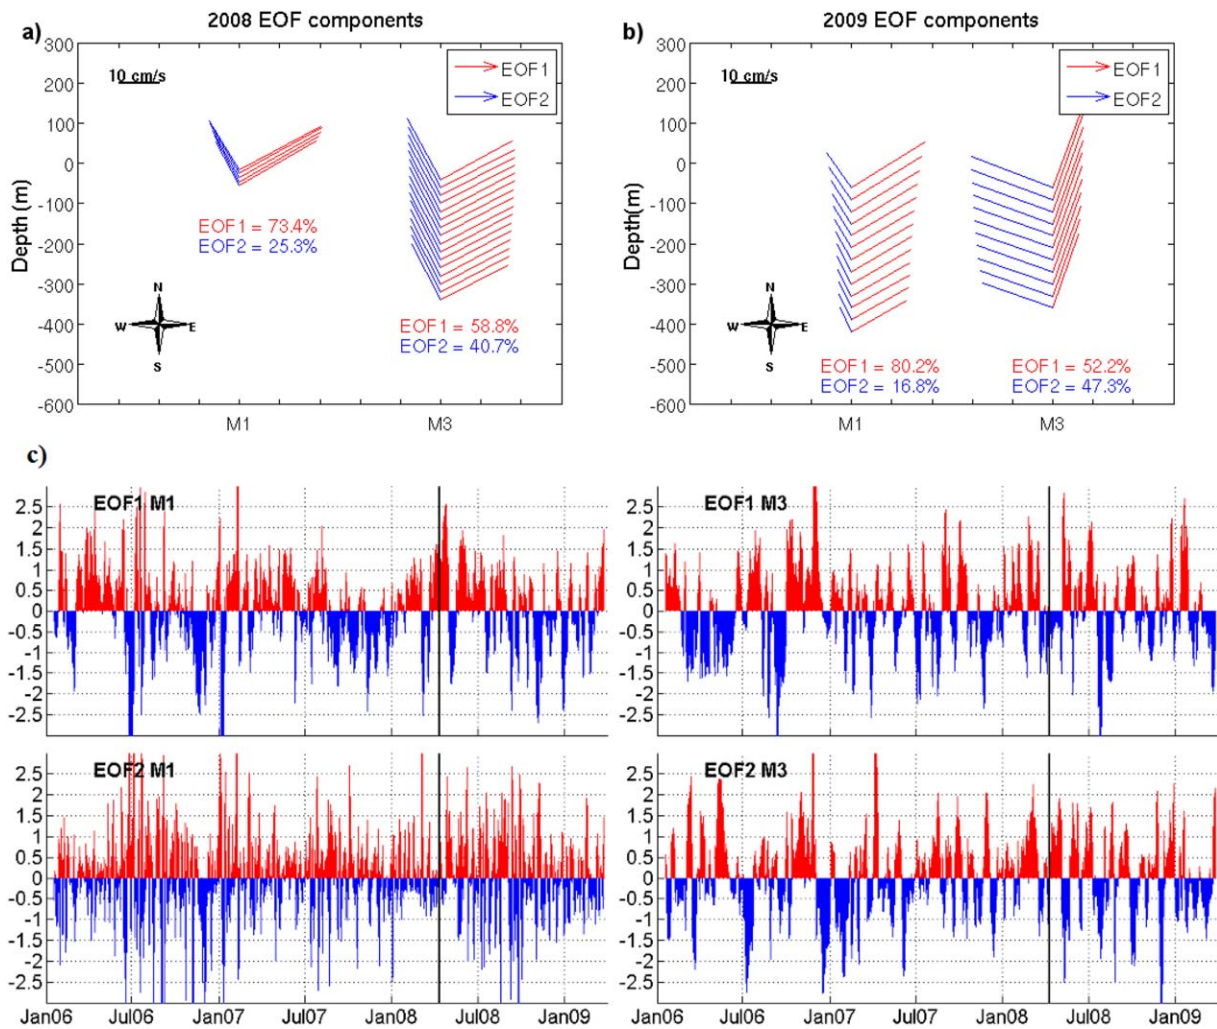 2008 EOF components
a)
300
200
100
0
-100
-200
-300
-400
-500
-600
Depth (m)
10 cm/s
EOF1
EOF2
EOF1 = 73.4%
EOF2 = 25.3%
EOF1 = 58.8%
EOF2 = 40.7%
N
W
E
S
M1
M3
2009 EOF components
b)
300
200
100
0
-100
-200
-300
-400
-500
-600
Depth(m)
10 cm/s
EOF1
EOF2
EOF1 = 80.2%
EOF2 = 16.8%
EOF1 = 52.2%
EOF2 = 47.3%
N
W
E
S
M1
M3
c)
EOF1 M1
2.5
2
1.5
1
0.5
0
-0.5
-1
-1.5
-2
-2.5
EOF1 M3
2.5
2
1.5
1
0.5
0
-0.5
-1
-1.5
-2
-2.5
EOF2 M1
2.5
2
1.5
1
0.5
0
-0.5
-1
-1.5
-2
-2.5
Jan06 Jul06 Jan07 Jul07 Jan08 Jul08 Jan09
EOF2 M3
2.5
2
1.5
1
0.5
0
-0.5
-1
-1.5
-2
-2.5
Jan06 Jul06 Jan07 Jul07 Jan08 Jul08 Jan09